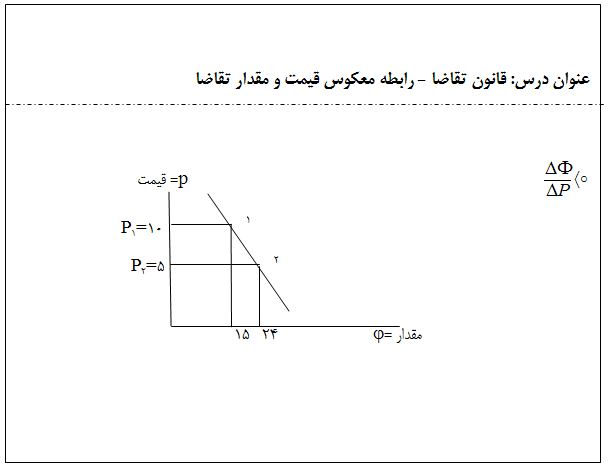 عنوان درس: قانون تقاضا – رابطه معکوس قیمت و مقدار تقاضا
ΔΦ
ΔP
⟨۰
قیمت =p
P۱=۱۰
۱
P۲=۵
۲
۱۵ ۲۴
مقدار =φ